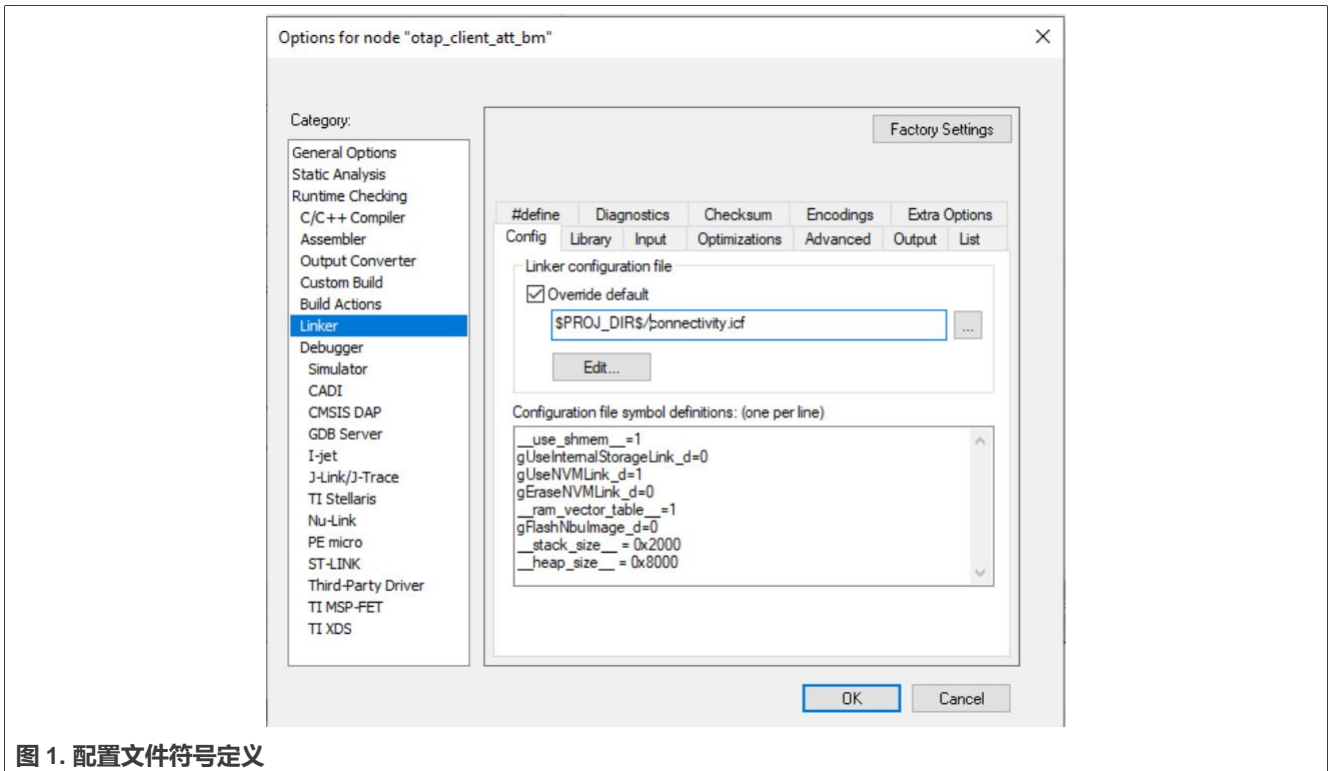 Options for node "otap_client_att_bm"
Category:
Factory Settings
General Options
Static Analysis
Runtime Checking
C/C++ Compiler
Assembler
Output Converter
Custom Build
Build Actions
Linker
Debugger
Simulator
CADI
CMSIS DAP
GDB Server
I-jet
J-Link/J-Trace
TI Stellaris
Nu-Link
PE micro
ST-LINK
Third-Party Driver
TI MSP-FET
TI XDS
#define Diagnostics Checksum Encodings Extra Options
Config Library Input Optimizations Advanced Output List
Linker configuration file
Override default
$PROJ_DIR$/connectivity.icf
...
Edit...
Configuration file symbol definitions: (one per line)
__use_shmem__=1
gUseInternalStorageLink_d=0
gUseNVMLink_d=1
gEraseNVMLink_d=0
__ram_vector_table__=1
gFlashNbuImage_d=0
__stack_size__ = 0x2000
__heap_size__ = 0x8000
OK Cancel
图 1. 配置文件符号定义